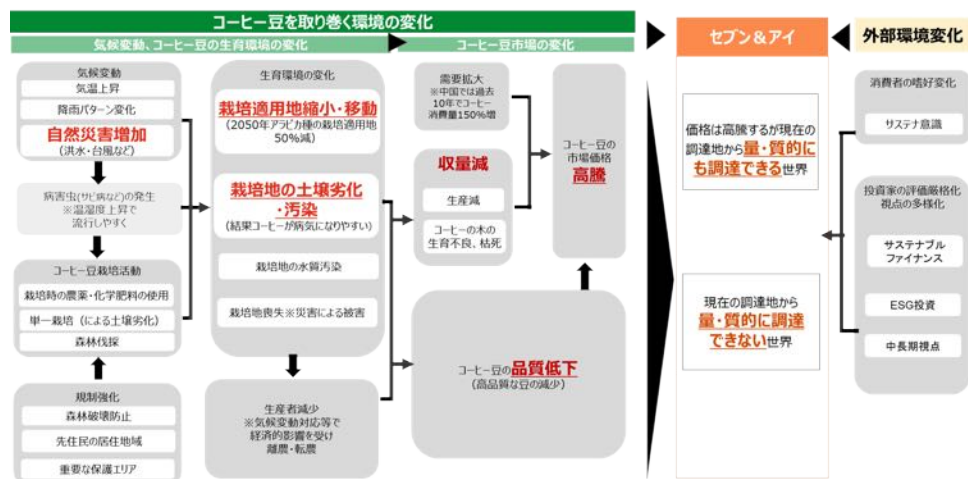 コーヒー豆を取り巻く環境の変化
気候変動、コーヒー豆の生育環境の変化
コーヒー豆市場の変化
気候変動
気温上昇
降雨パターン変化
自然災害増加
(洪水・台風など)
病害虫(サビ病など)の発生
※温湿度上昇で
流行しやすく
コーヒー豆栽培活動
栽培時の農薬・化学肥料の使用
単一栽培（による土壌劣化）
森林伐採
規制強化
森林破壊防止
先住民の居住地域
重要な保護エリア
生育環境の変化
栽培適用地縮小・移動
(2050年アラビカ種の栽培適用地
50%減)
栽培地の土壌劣化
・汚染
(結果コーヒーが病気になりやすい)
栽培地の水質汚染
栽培地喪失※災害による被害
生産者減少
※気候変動対応等で
経済的影響を受け
離農・転農
需要拡大
※中国では過去
10年でコーヒー
消費量150%増
収量減
生産減
コーヒーの木の
生育不良、枯死
コーヒー豆の
市場価格
高騰
コーヒー豆の品質低下
(高品質な豆の減少)
セブン＆アイ
価格は高騰するが現在の
調達地から量・質的に
も調達できる世界
現在の調達地から
量・質的に調達
できない世界
外部環境変化
消費者の嗜好変化
サステナ意識
投資家の評価厳格化
視点の多様化
サステナブル
ファイナンス
ESG投資
中長期視点